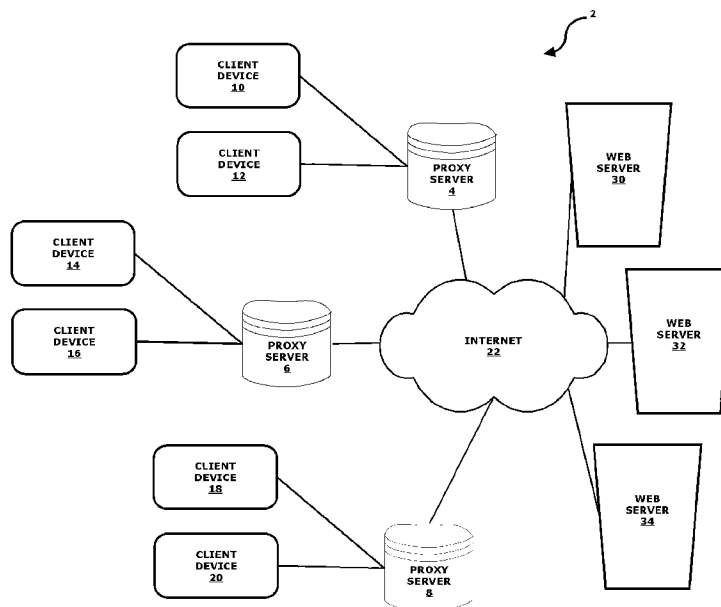 2
CLIENT
DEVICE
10
CLIENT
DEVICE
12
PROXY
SERVER
4
WEB
SERVER
30
CLIENT
DEVICE
14
CLIENT
DEVICE
16
PROXY
SERVER
6
INTERNET
22
WEB
SERVER
32
CLIENT
DEVICE
18
CLIENT
DEVICE
20
PROXY
SERVER
8
WEB
SERVER
34